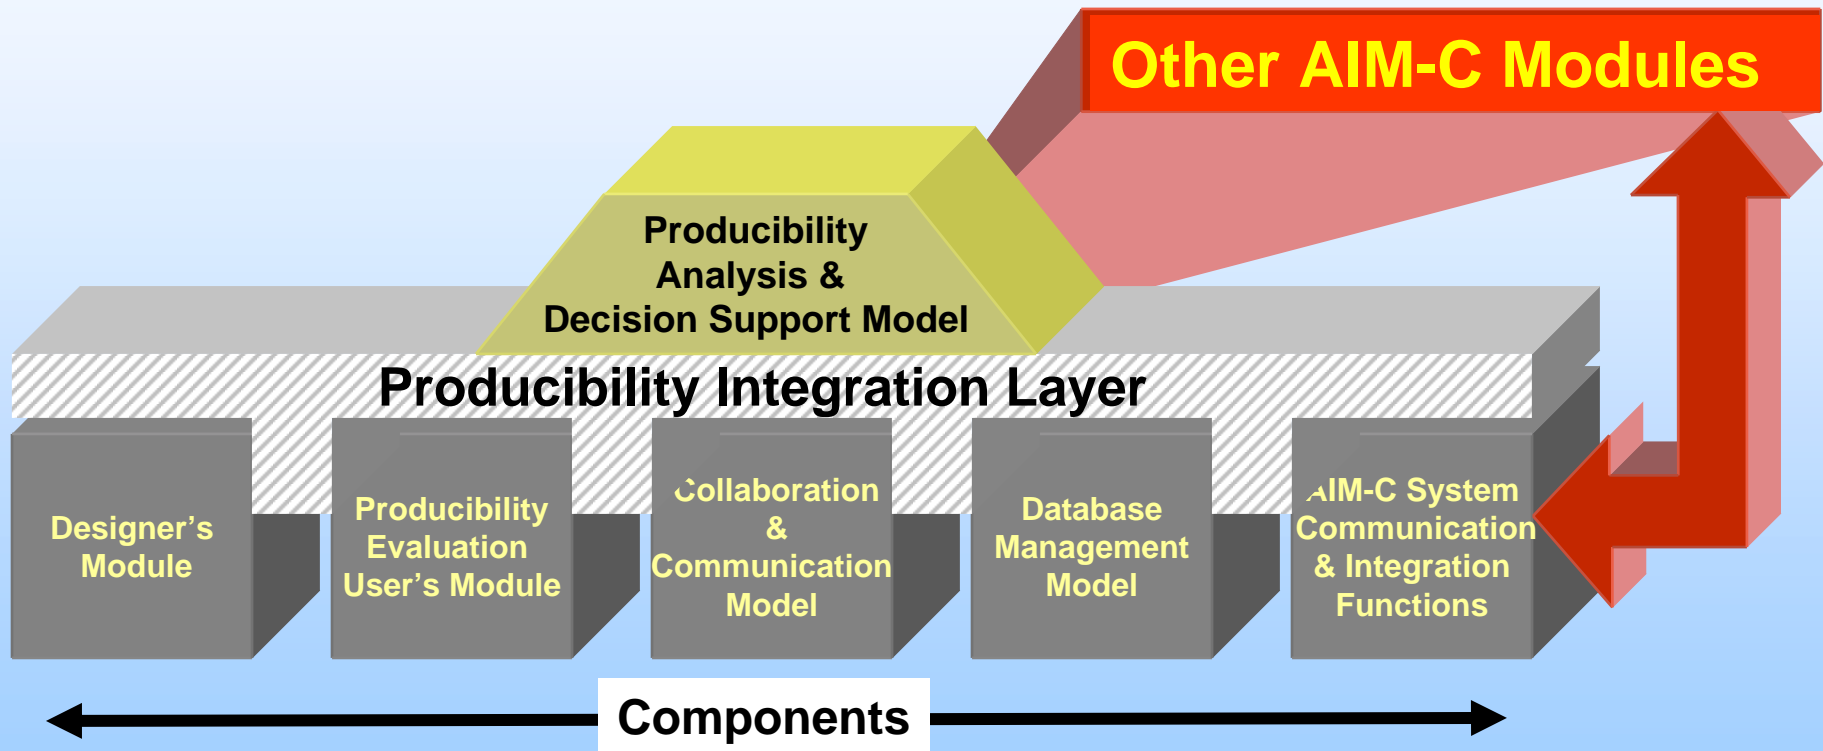 Other AIM-C Modules
Producibility
Analysis &
Decision Support Model
Producibility Integration Layer
Designer’s
Module
Producibility
Evaluation
User’s Module
Collaboration
&
Communication
Model
Database
Management
Model
AIM-C System
Communication
& Integration
Functions
Components